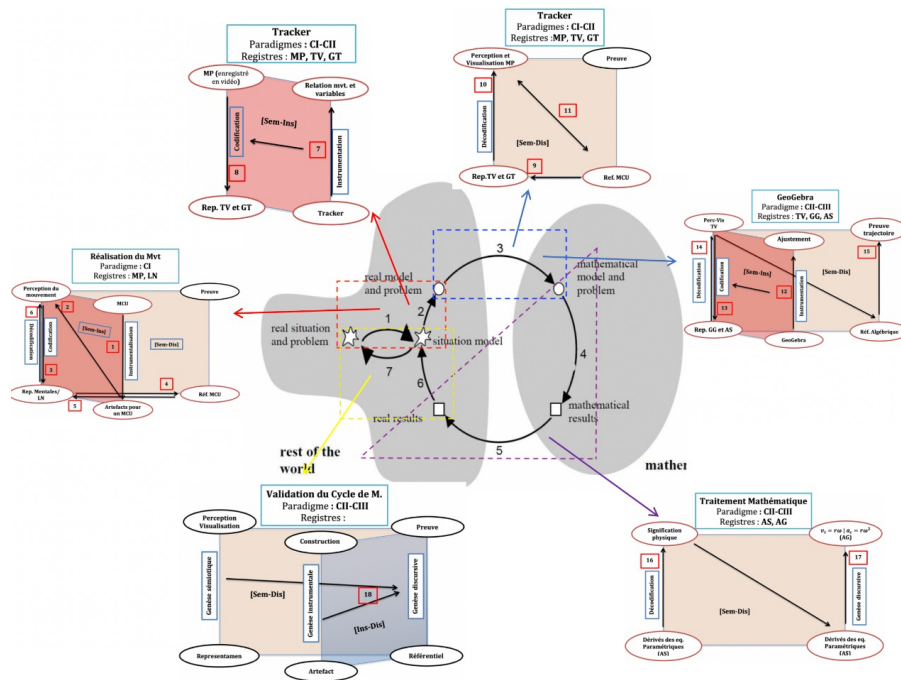 Tracker
Paradigmes : CI-CII
Registres : MP, TV, GT
MP (enregistré
en vidéo)
Relation mvt. et
variables
[Sem-Ins]
7
Codification
8
Instrumentation
Rep. TV et GT
Tracker
Tracker
Paradigmes : CI-CII
Registres :MP, TV, GT
Perception et
Visualisation MP
Preuve
10
11
Décodification
[Sem-Dis]
9
Rep.TV et GT
Ref. MCU
GeoGebra
Paradigme : CII-CIII
Registres : TV, GG, AS
Perc-Vis
TV
Ajustement
Preuve
trajectoire
14
15
[Sem-Ins]
[Sem-Dis]
Décodification
Codification
12
Instrumentation
13
Rep. GG et AS
GeoGebra
Réf. Algébrique
Réalisation du Mvt
Paradigme : CI
Registres : MP, LN
Perception du
mouvement
MCU
Preuve
6
2
[Sem-Ins]
1
[Sem-Dis]
Décodification
Codification
Instrumentalisation
3
4
Rep. Mentales/
LN
5
Artefacts pour
un MCU
Réf. MCU
3
real model
and problem
mathematical
model and problem
1
2
real situation
and problem
situation model
4
7
6
real results
mathematical
results
5
rest of the
world
mather
Validation du Cycle de M.
Paradigme : CII-CIII
Registres :
Perception
Visualisation
Construction
Preuve
Genèse sémiotique
[Sem-Dis]
Genèse instrumentale
18
[Ins-Dis]
Genèse discursive
Representamen
Artefact
Référentiel
Traitement Mathématique
Paradigme : CII-CIII
Registres : AS, AG
Signification
physique
vₜ = rω | aₙ = rω²
(AG)
16
17
Décodification
[Sem-Dis]
Genèse discursive
Dérivés des eq.
Paramétriques
(AS)
Dérivés des eq.
Paramétriques
(AS)